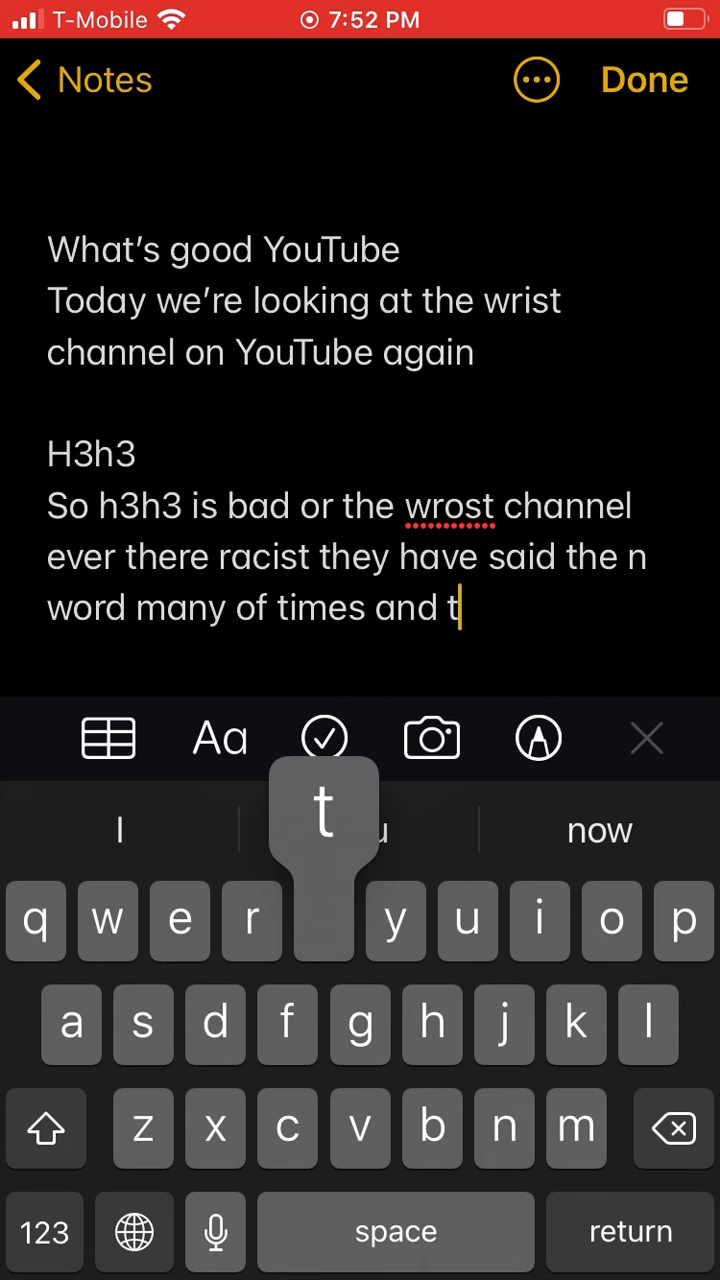 T-Mobile 7:52 PM
Notes Done
What's good YouTube
Today we're looking at the wrist
channel on YouTube again
H3h3
So h3h3 is bad or the wrost channel
ever there racist they have said the n
word many of times and t
Aa
I now
t
q w e r y u i o p
a s d f g h j k l
z x c v b n m
123 space return